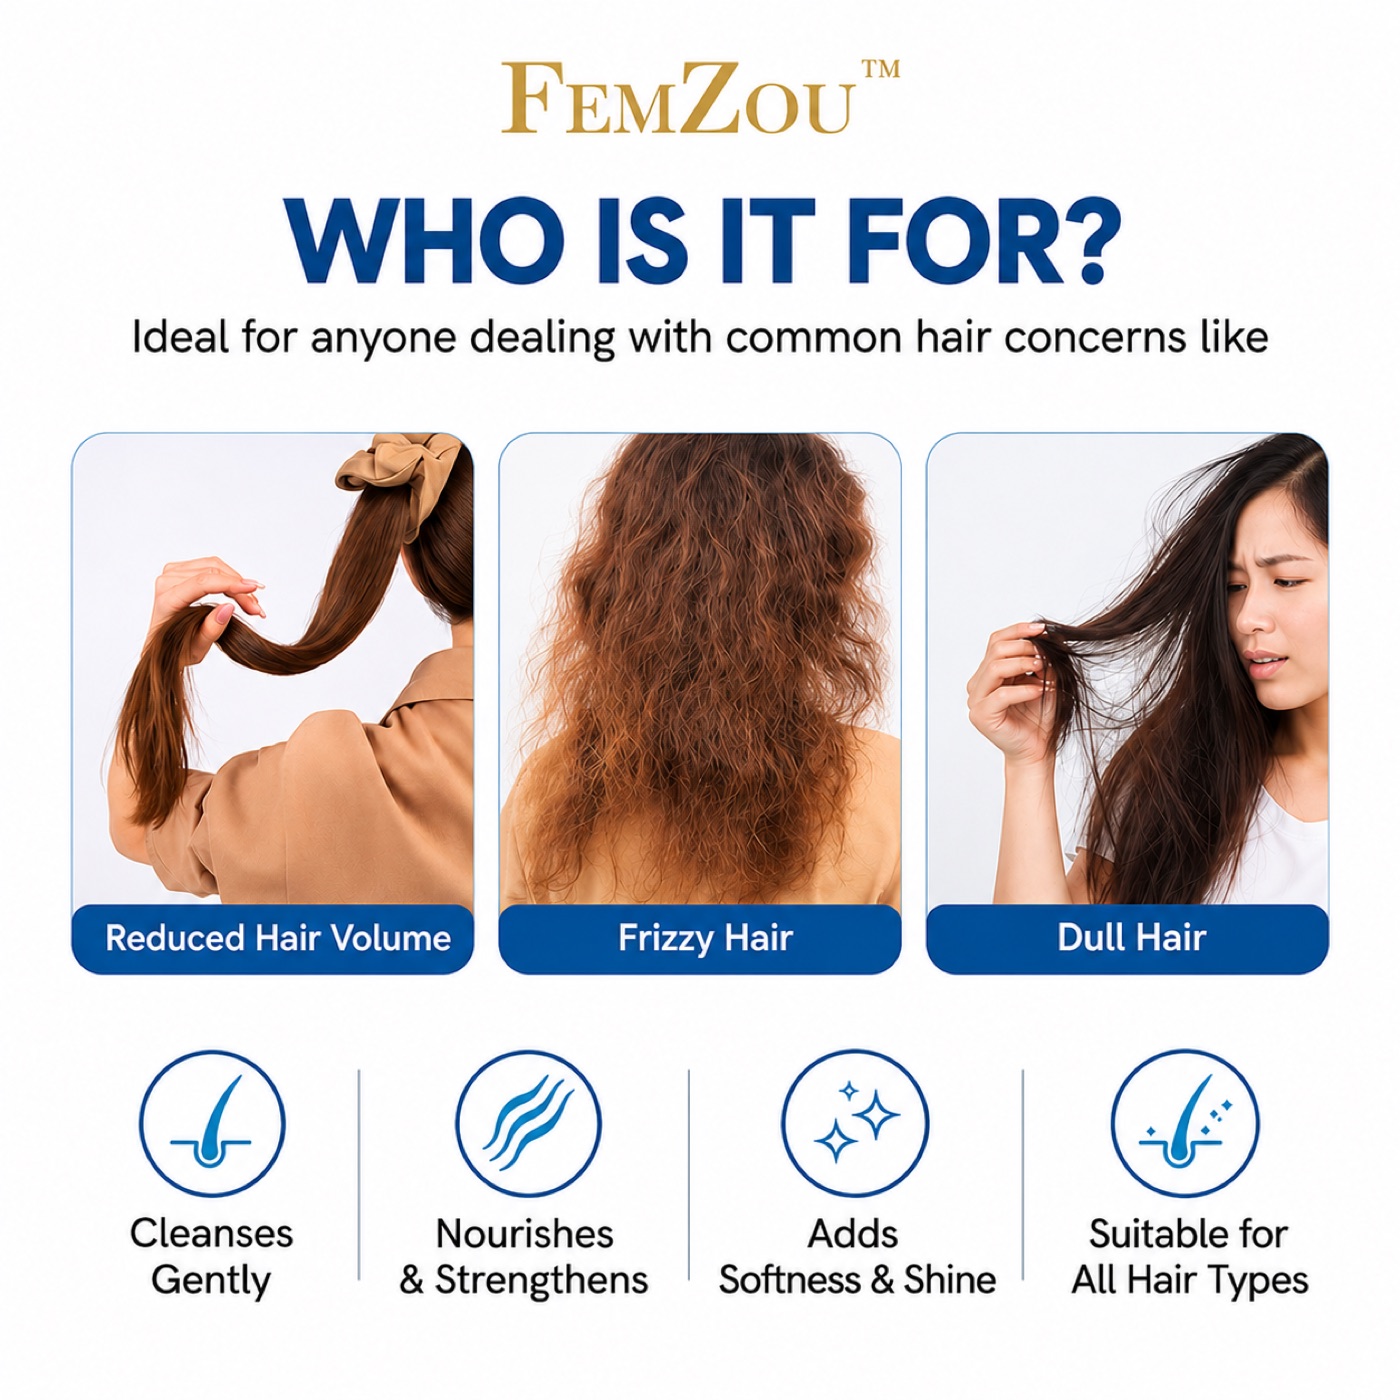 FEMZOU™
WHO IS IT FOR?
Ideal for anyone dealing with common hair concerns like
Reduced Hair Volume
Frizzy Hair
Dull Hair
Cleanses
Gently
Nourishes
& Strengthens
Adds
Softness & Shine
Suitable for
All Hair Types